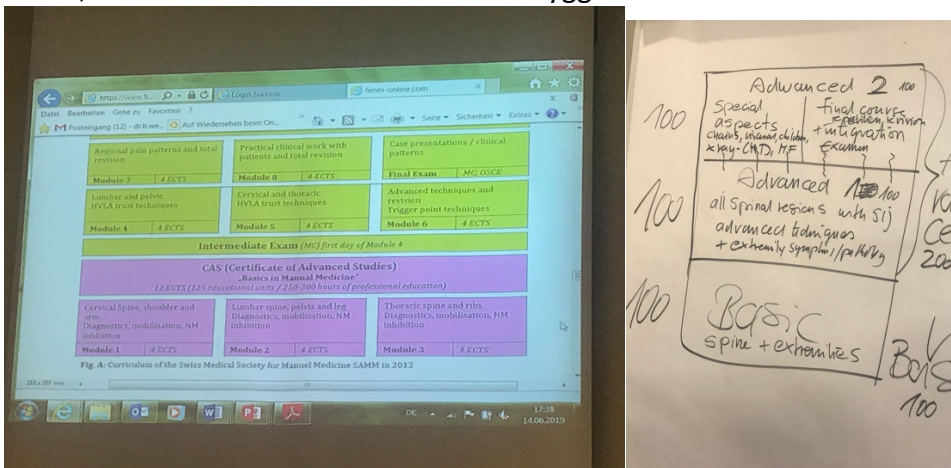 https://www.fi
Login Success
fimm-online.com
Datei Bearbeiten Gehe zu Favoriten ?
Posteingang (12) - dr.b.we...
Auf Wiedersehen beim On...
Seite
Sicherheit
Extras
Regional pain patterns and total revision
Module 7 4 ECTS
Practical clinical work with patients and total revision
Module 8 4 ECTS
Case presentations / clinical patterns
Final Exam MC, OSCE
Lumbar and pelvic
HVLA trust techniques
Module 4 4 ECTS
Cervical and thoracic
HVLA trust techniques
Module 5 4 ECTS
Advanced techniques and revision
Trigger point techniques
Module 6 4 ECTS
Intermediate Exam (MC) first day of Module 4
CAS (Certificate of Advanced Studies)
„Basics in Manual Medicine"
12 ECTS (125 educational units / 250-300 hours of professional education)
Cervical Spine, shoulder and arm
Diagnostics, mobilisation, NM inhibition
Module 1 4 ECTS
Lumbar spine, pelvis and leg
Diagnostics, mobilisation, NM inhibition
Module 2 4 ECTS
Thoracic spine and ribs
Diagnostics, mobilisation, NM inhibition
Module 3 4 ECTS
Fig. A: Curriculum of the Swiss Medical Society for Manuel Medicine SAMM in 2012
210 x 297 mm
DE
17:38
14.06.2019
Advanced 2 100
100
Special aspects
final course
revision
+ integration
Examen
Advanced 100
100
all spinal regions with SIJ
advanced techniques
+ extremity
100
Basic
spine + extremities
100